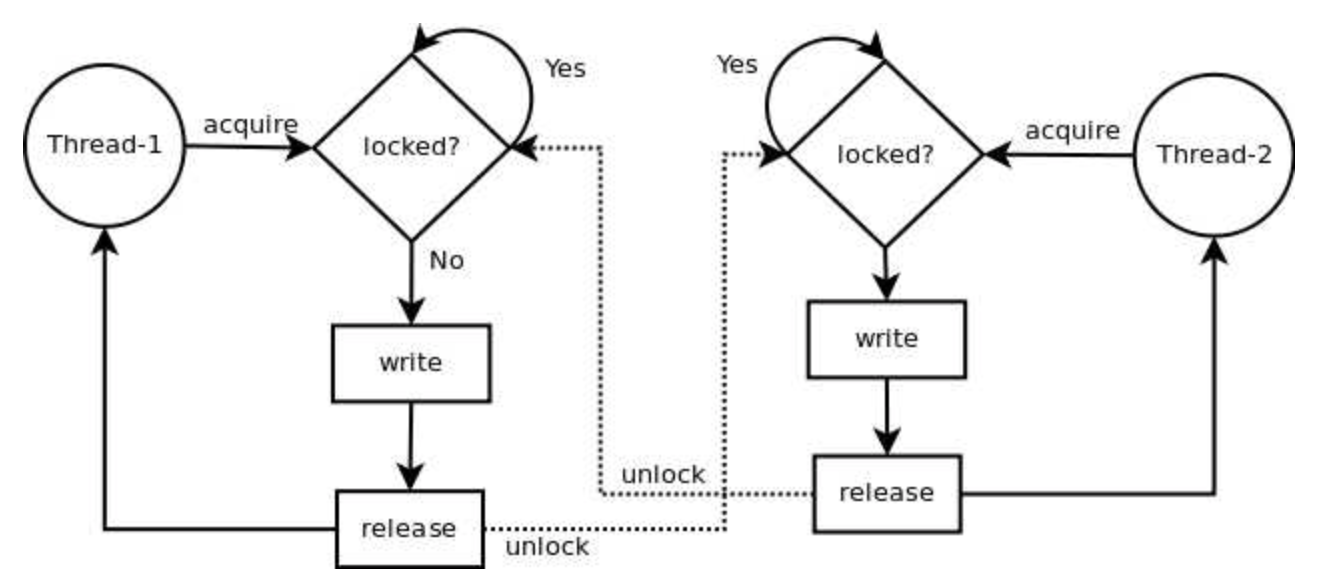 Yes
Yes
acquire
acquire
Thread-1
locked?
locked?
Thread-2
No
write
write
unlock
release
release
unlock